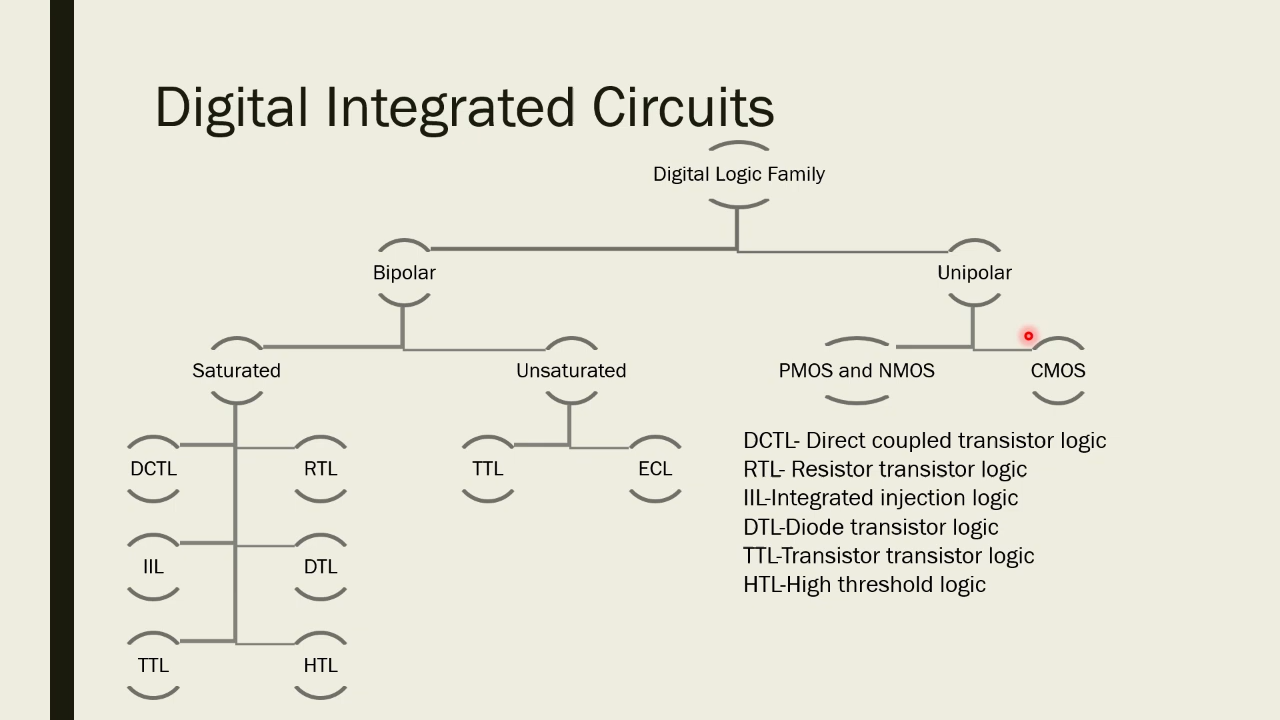 Digital Integrated Circuits
Digital Logic Family
Bipolar
Unipolar
Saturated
Unsaturated
PMOS and NMOS
CMOS
DCTL
RTL
TTL
ECL
IIL
DTL
TTL
HTL
DCTL- Direct coupled transistor logic
RTL- Resistor transistor logic
IIL-Integrated injection logic
DTL-Diode transistor logic
TTL-Transistor transistor logic
HTL-High threshold logic